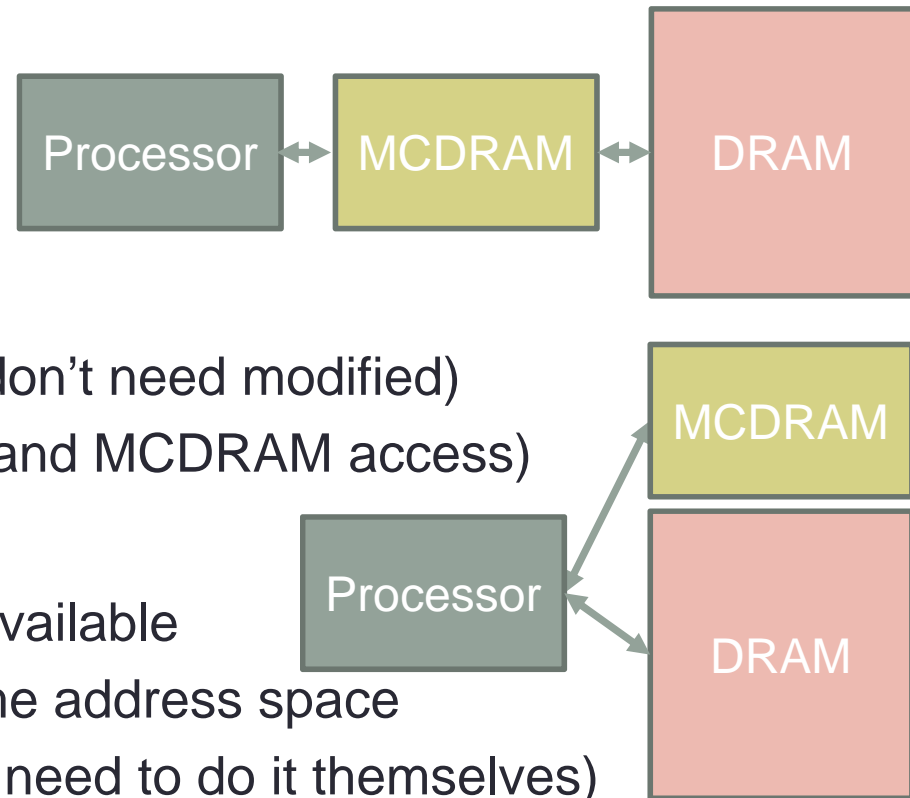 Processor MCDRAM DRAM
don't need modified)
MCDRAM
and MCDRAM access)
Processor
vailable
DRAM
ne address space
need to do it themselves)